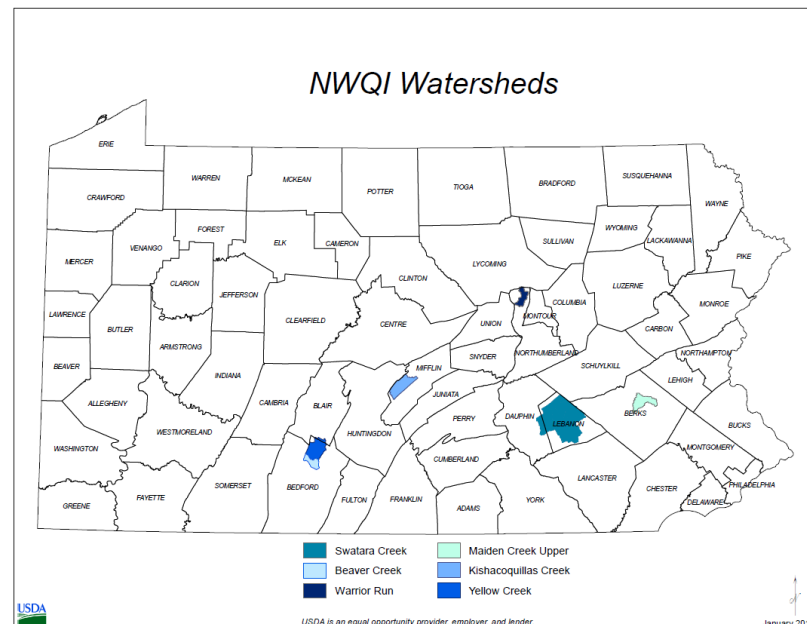 NWQI Watersheds
ERIE
WARREN
MCKEAN
POTTER
TIOGA
BRADFORD
SUSQUEHANNA
WAYNE
CRAWFORD
FOREST
ELK
CAMERON
CLINTON
LYCOMING
SULLIVAN
WYOMING
LACKAWANNA
PIKE
MERCER
VENANGO
CLARION
JEFFERSON
CLEARFIELD
CENTRE
UNION
MONTOUR
COLUMBIA
LUZERNE
MONROE
LAWRENCE
BUTLER
ARMSTRONG
INDIANA
CAMBRIA
BLAIR
HUNTINGDON
MIFFLIN
SNYDER
NORTHUMBERLAND
SCHUYLKILL
CARBON
NORTHAMPTON
BEAVER
ALLEGHENY
WESTMORELAND
JUNIATA
PERRY
DAUPHIN
LEBANON
BERKS
LEHIGH
BUCKS
WASHINGTON
SOMERSET
BEDFORD
CUMBERLAND
LANCASTER
MONTGOMERY
GREENE
FAYETTE
FULTON
FRANKLIN
ADAMS
YORK
CHESTER
DELAWARE
PHILADELPHIA
Swatara Creek
Maiden Creek Upper
Beaver Creek
Kishacoquillas Creek
Warrior Run
Yellow Creek
USDA
USDA is an equal opportunity provider, employer, and lender
N
January